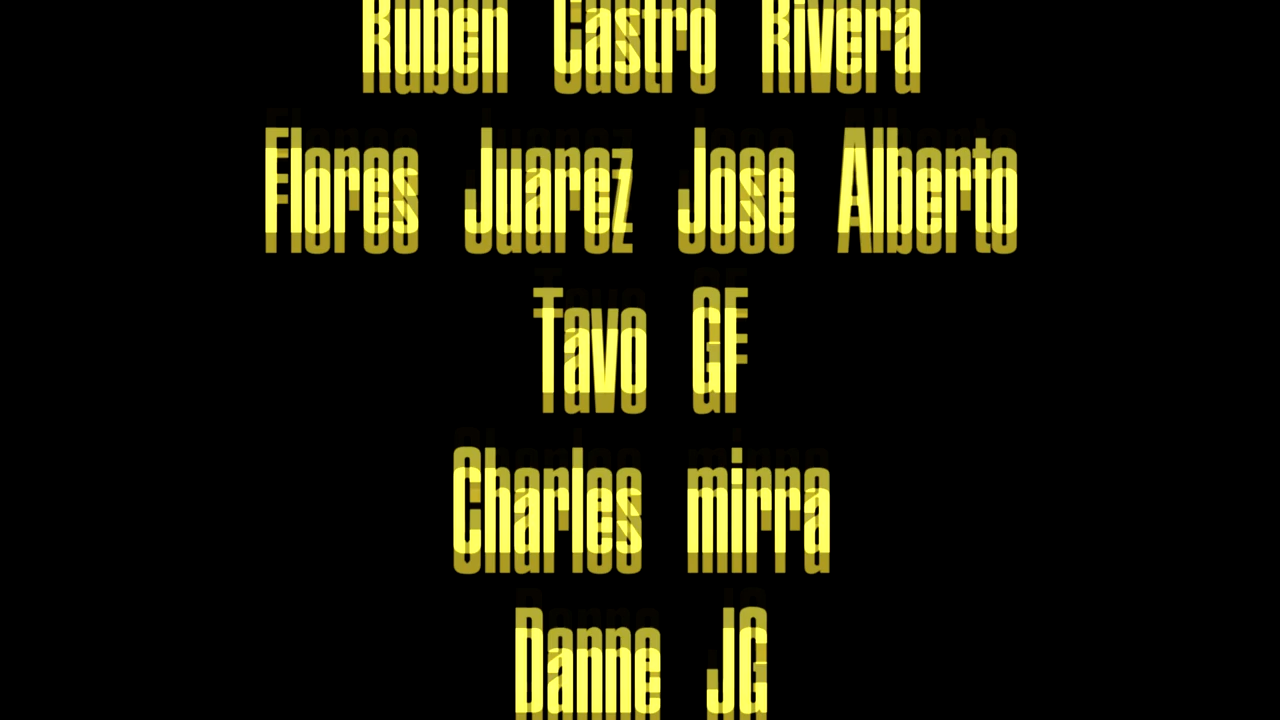 Ruben Castro Rivera
Flores Juarez Jose Alberto
Tavo GF
Charles mirra
Danne JG